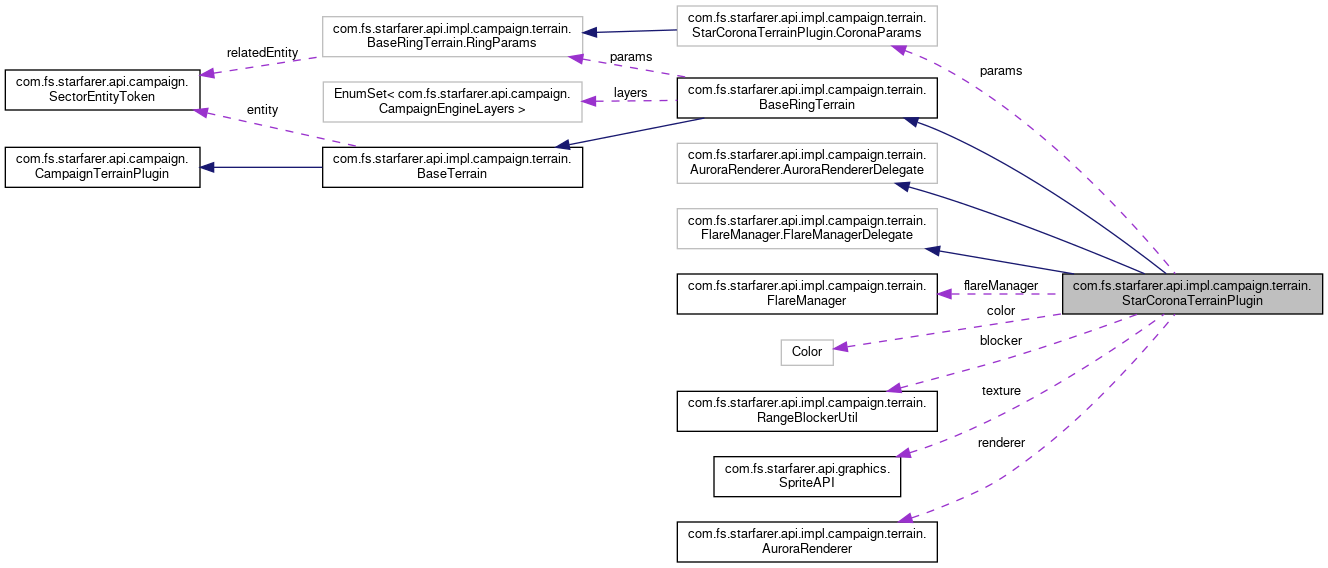 com.fs.starfarer.api.impl.campaign.terrain.
StarCoronaTerrainPlugin.CoronaParams
com.fs.starfarer.api.impl.campaign.terrain.
BaseRingTerrain.RingParams
relatedEntity
params
params
com.fs.starfarer.api.campaign.
SectorEntityToken
EnumSet< com.fs.starfarer.api.campaign.
CampaignEngineLayers >
layers
com.fs.starfarer.api.impl.campaign.terrain.
BaseRingTerrain
entity
com.fs.starfarer.api.campaign.
CampaignTerrainPlugin
com.fs.starfarer.api.impl.campaign.terrain.
BaseTerrain
com.fs.starfarer.api.impl.campaign.terrain.
AuroraRenderer.AuroraRendererDelegate
com.fs.starfarer.api.impl.campaign.terrain.
FlareManager.FlareManagerDelegate
com.fs.starfarer.api.impl.campaign.terrain.
FlareManager
flareManager
com.fs.starfarer.api.impl.campaign.terrain.
StarCoronaTerrainPlugin
color
Color
blocker
com.fs.starfarer.api.impl.campaign.terrain.
RangeBlockerUtil
texture
com.fs.starfarer.api.graphics.
SpriteAPI
renderer
com.fs.starfarer.api.impl.campaign.terrain.
AuroraRenderer